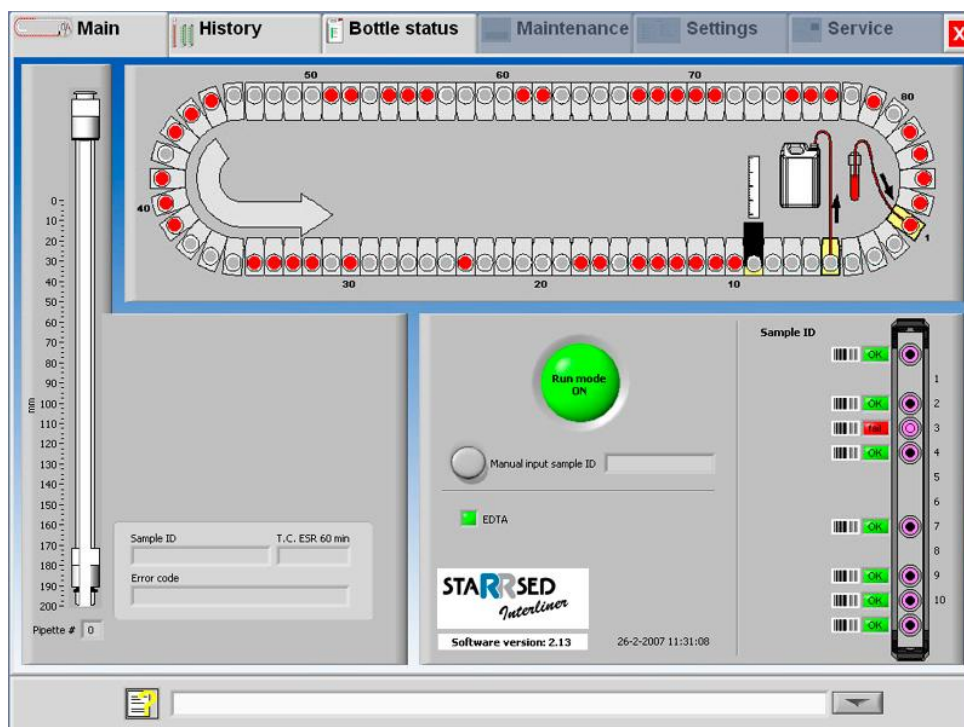 Main
History
Bottle status
Maintenance
Settings
Service
X
50
60
70
80
40
1
30
20
10
0
10
20
30
40
50
60
70
80
90
mm
100
110
120
130
140
150
160
170
180
190
200
Pipette # 0
Sample ID
T.C. ESR 60 min
Error code
Run mode
ON
Manual input sample ID
EDTA
STARRSED
Interliner
Software version: 2.13
26-2-2007 11:31:08
Sample ID
OK
1
OK 2
fail 3
OK 4
5
6
OK 7
8
OK 9
OK 10
OK